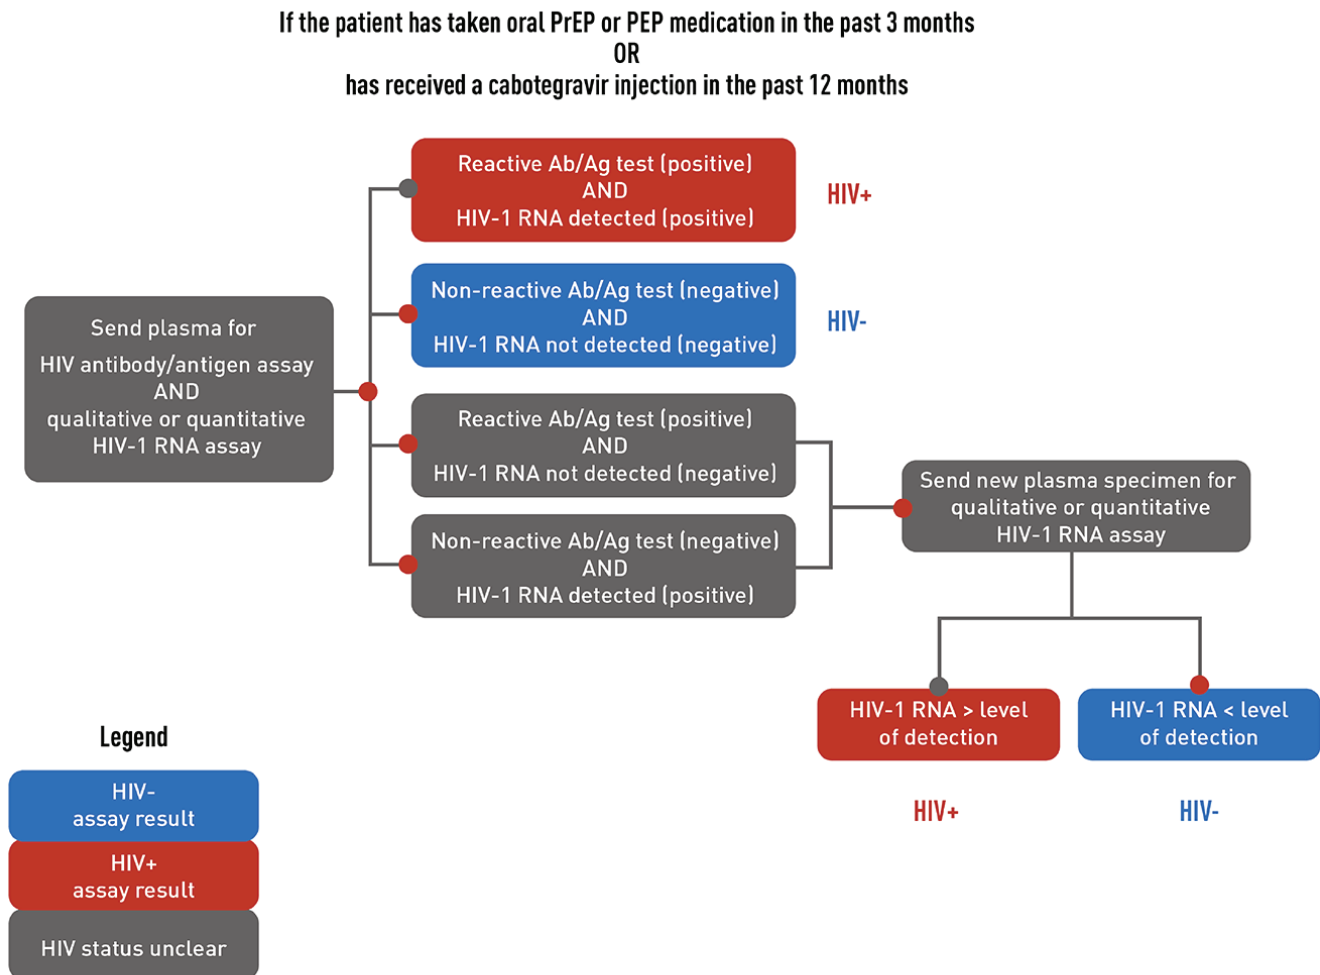 If the patient has taken oral PrEP or PEP medication in the past 3 months
OR
has received a cabotegravir injection in the past 12 months
Send plasma for
HIV antibody/antigen assay
AND
qualitative or quantitative
HIV-1 RNA assay
Reactive Ab/Ag test (positive)
AND
HIV-1 RNA detected (positive)
HIV+
Non-reactive Ab/Ag test (negative)
AND
HIV-1 RNA not detected (negative)
HIV-
Reactive Ab/Ag test (positive)
AND
HIV-1 RNA not detected (negative)
Non-reactive Ab/Ag test (negative)
AND
HIV-1 RNA detected (positive)
Send new plasma specimen for
qualitative or quantitative
HIV-1 RNA assay
HIV-1 RNA > level
of detection
HIV+
HIV-1 RNA < level
of detection
HIV-
Legend
HIV-
assay result
HIV+
assay result
HIV status unclear